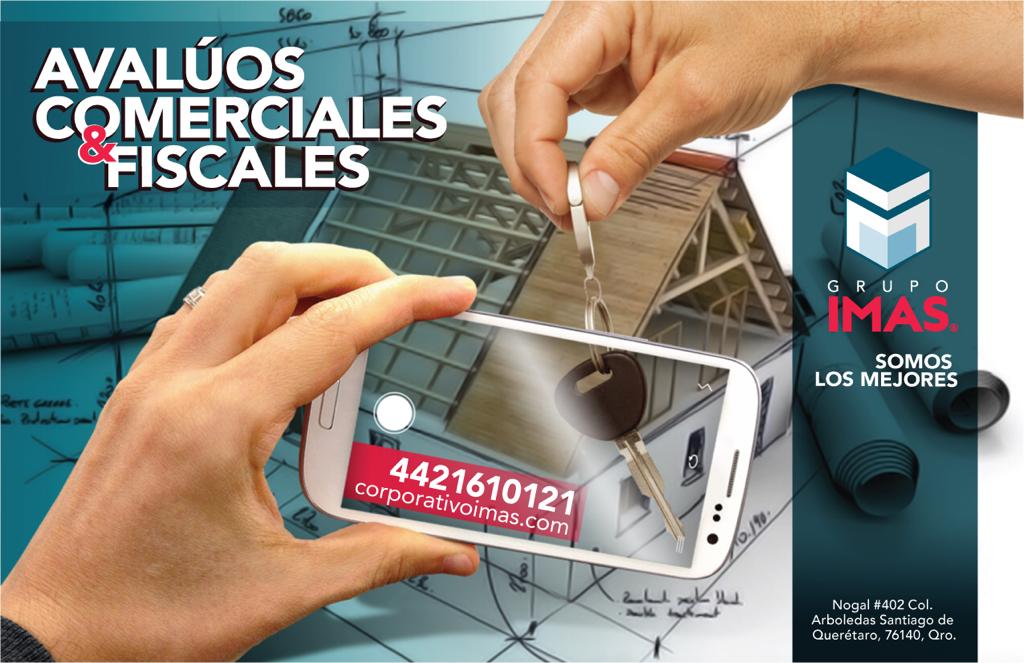 AVALÚOS
COMERCIALES
& FISCALES
4421610121
corporativoimas.com
GRUPO
IMAS®
SOMOS
LOS MEJORES
Nogal #402 Col.
Arboledas Santiago de
Querétaro, 76140, Qro.